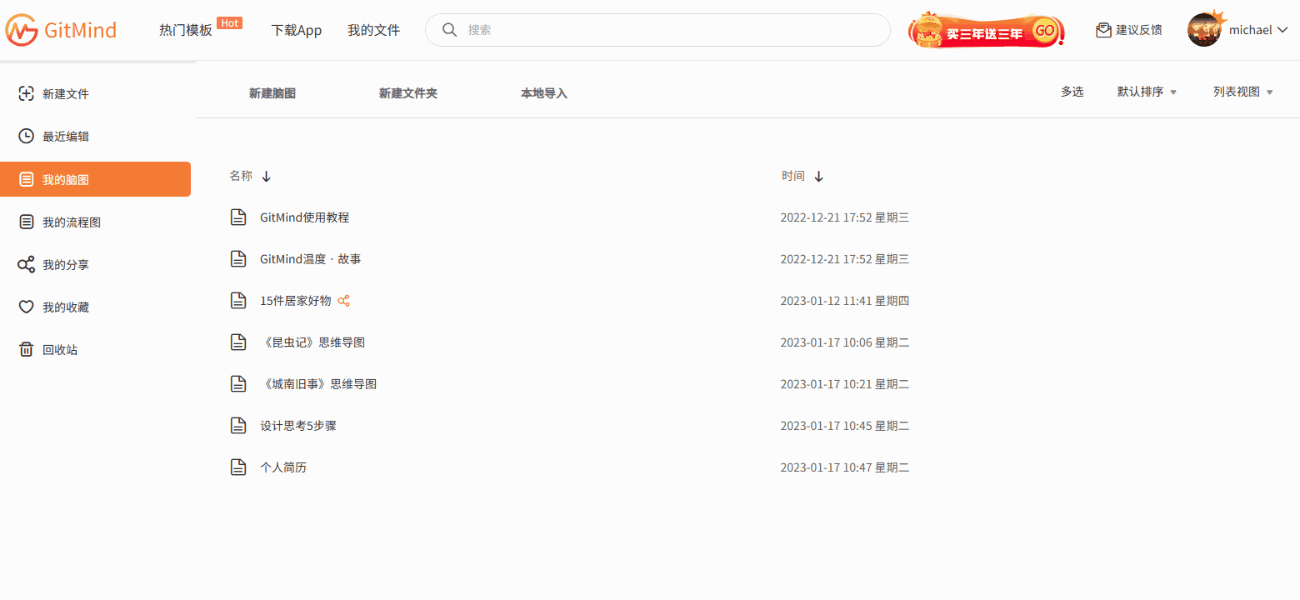 GitMind 热门模板 Hot 下载App 我的文件 搜索 买三年送三年 GO 建议反馈 michael
新建文件
最近编辑
我的脑图
我的流程图
我的分享
我的收藏
回收站
新建脑图 新建文件夹 本地导入 多选 默认排序 列表视图
名称 时间
GitMind使用教程 2022-12-21 17:52 星期三
GitMind温度·故事 2022-12-21 17:52 星期三
15件居家好物 2023-01-12 11:41 星期四
《昆虫记》思维导图 2023-01-17 10:06 星期二
《城南旧事》思维导图 2023-01-17 10:21 星期二
设计思考5步骤 2023-01-17 10:45 星期二
个人简历 2023-01-17 10:47 星期二